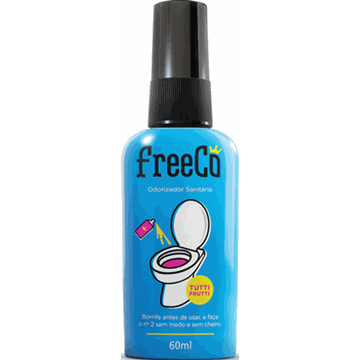 freeCô
Odorizador Sanitário
TUTTI
FRUTTI
Borrife antes de usar, e faça
o nº 2 sem medo e sem cheiro
60ml